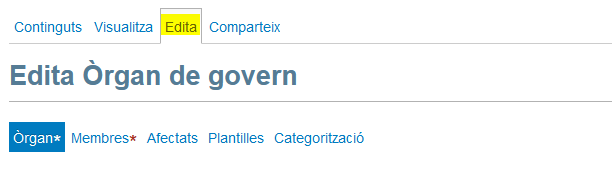 Continguts Visualitza Edita Comparteix
Edita Òrgan de govern
Òrgan* Membres* Afectats Plantilles Categorització